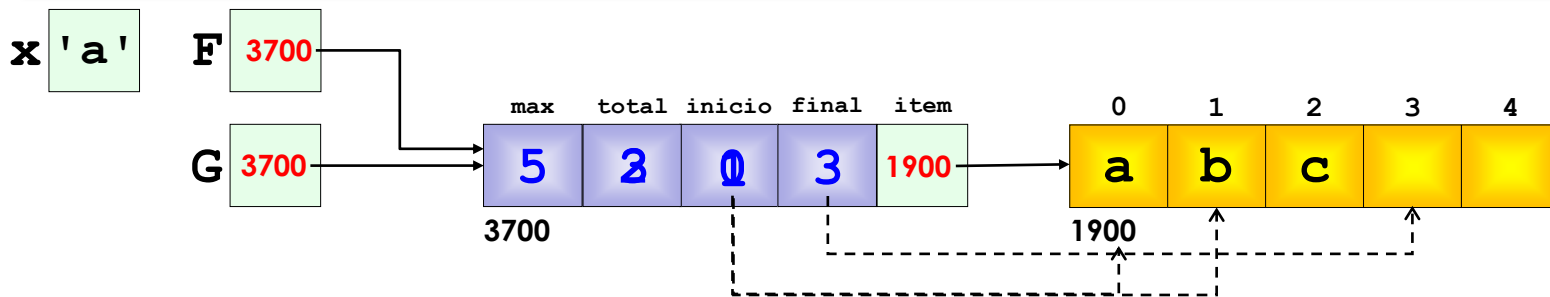 x 'a' F 3700
max total inicio final item 0 1 2 3 4
G 3700 5 3 1900 a b c
3700 1900